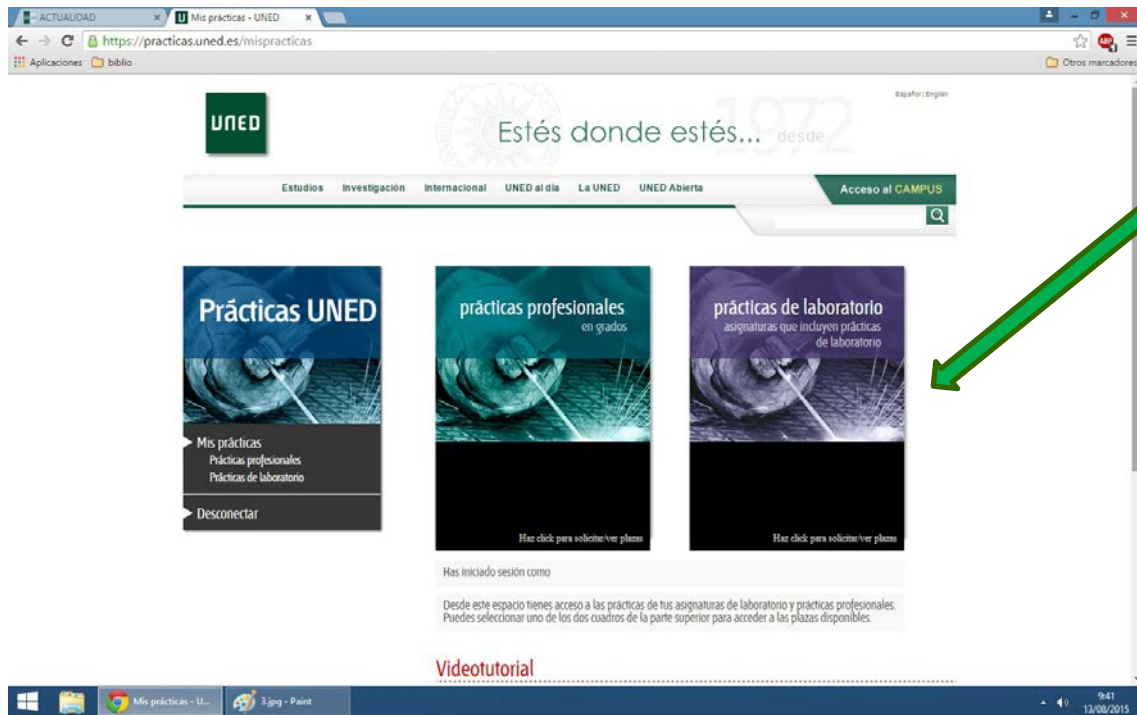 - ACTUALIDAD
Mis prácticas - UNED
https://practicas.uned.es/mispracticas
ABP
Aplicaciones
biblio
Otros marcadores
Español | English
UNED
Estés donde estés... desde 1972
Estudios Investigación Internacional UNED al día La UNED UNED Abierta
Acceso al CAMPUS
Prácticas UNED
Mis prácticas
Prácticas profesionales
Prácticas de laboratorio
Desconectar
prácticas profesionales
en grados
Haz click para solicitar/ver plazas
prácticas de laboratorio
asignaturas que incluyen prácticas
de laboratorio
Haz click para solicitar/ver plazas
Has iniciado sesión como
Desde este espacio tienes acceso a las prácticas de tus asignaturas de laboratorio y prácticas profesionales.
Puedes seleccionar uno de los dos cuadros de la parte superior para acceder a las plazas disponibles.
Videotutorial
Mis prácticas - U...
3.jpg - Paint
9:41
13/08/2015